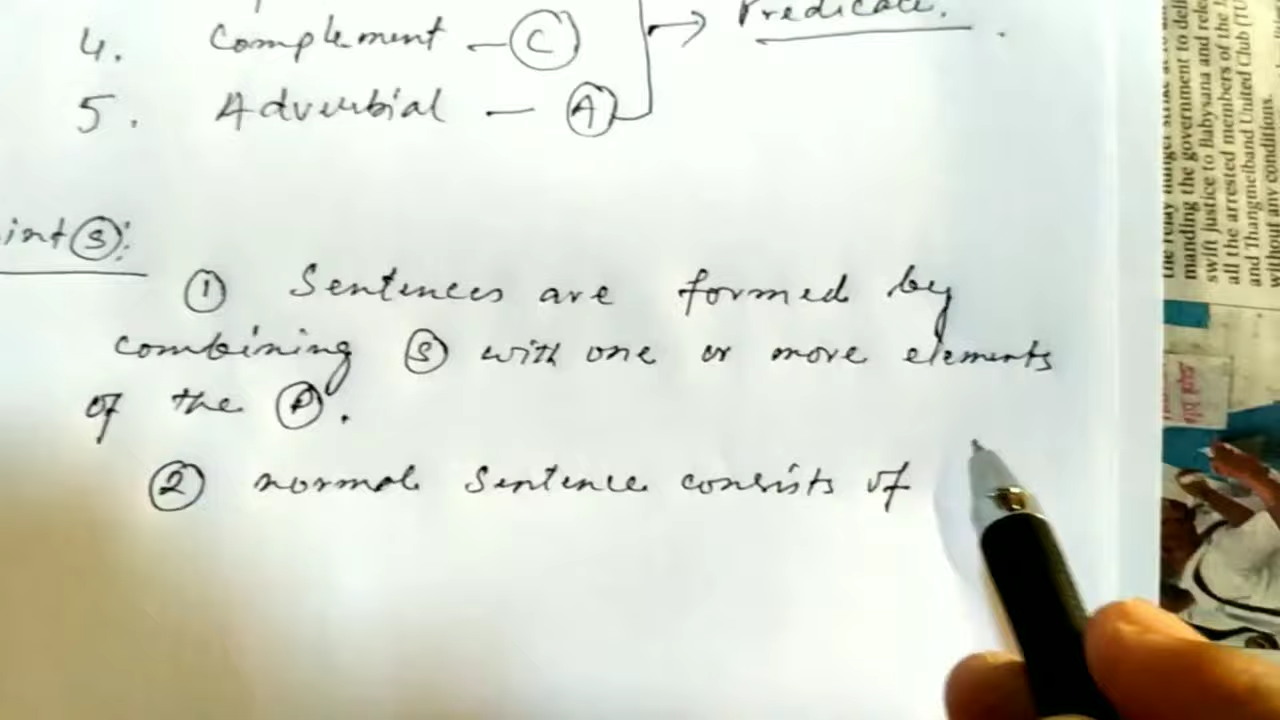 Predicate.
4. Complement - C
5. Adverbial - A
int S:
① Sentences are formed by
combining S with one or more elements
of the P.
② normal sentence consists of
manding the government to deli
swift justice to Babysana and rele
all the arrested members of the
and Thangmeiband United Club (TU
without any conditions.